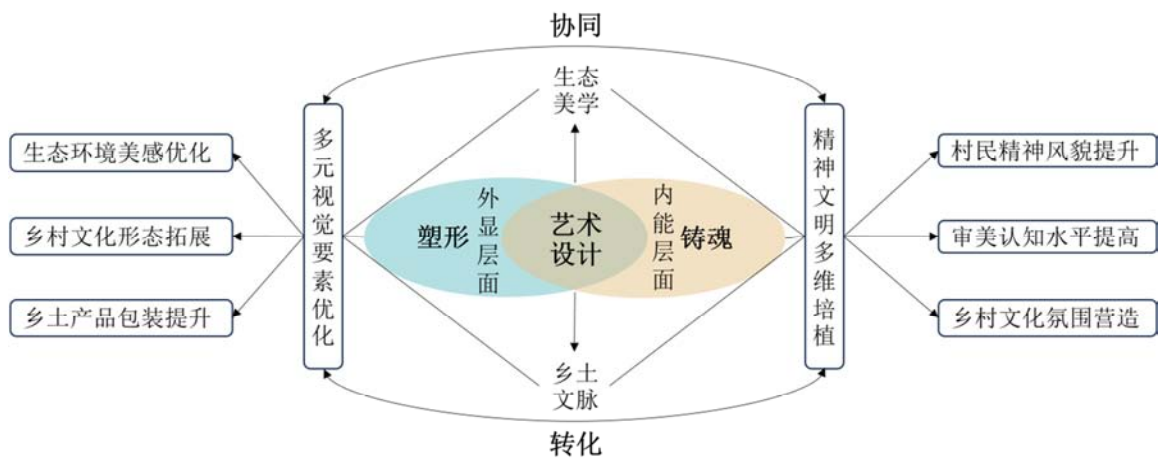 协同
生态
美学
多元视觉要素优化
精神文明多维培植
生态环境美感优化
乡村文化形态拓展
乡土产品包装提升
塑形
外显层面
艺术
设计
内能层面
铸魂
村民精神风貌提升
审美认知水平提高
乡村文化氛围营造
乡土
文脉
转化